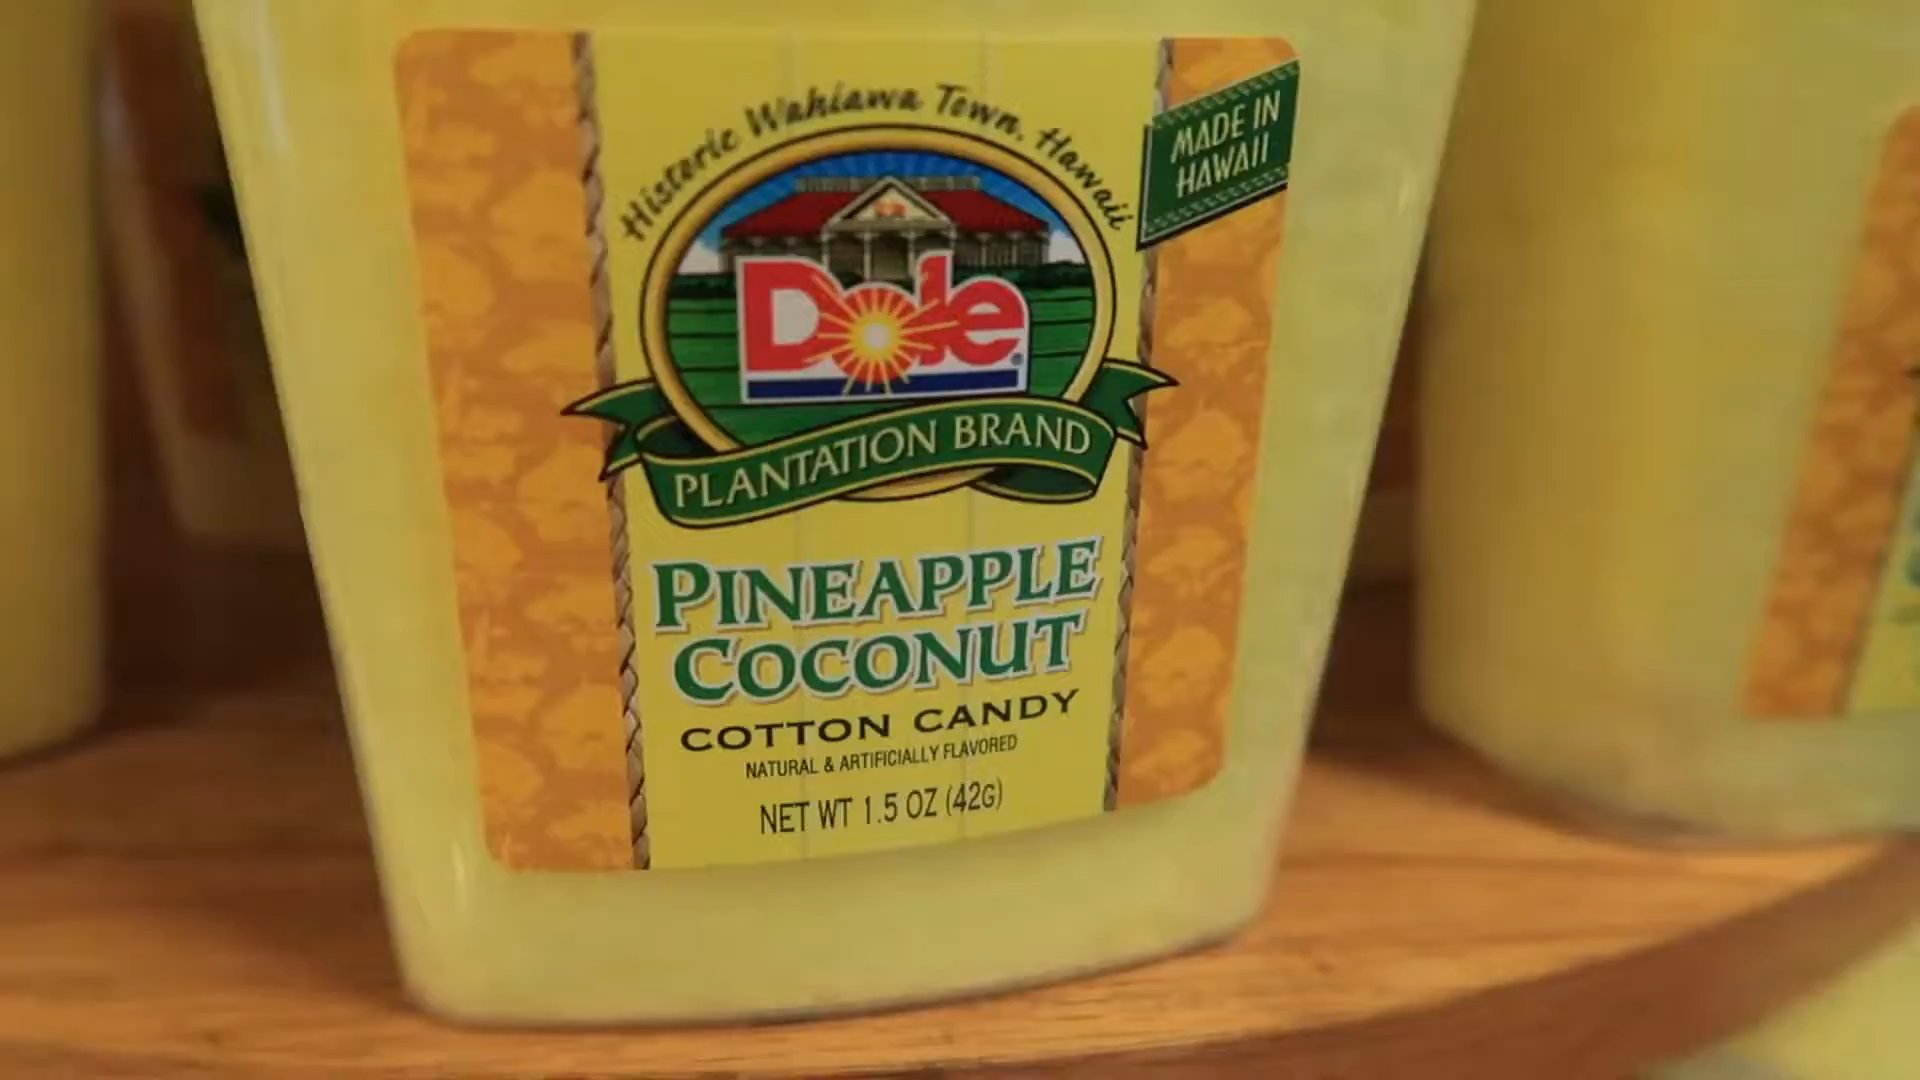 Historic Wahiawa Town, Hawaii
MADE IN
HAWAII
Dole®
PLANTATION BRAND
PINEAPPLE
COCONUT
COTTON CANDY
NATURAL & ARTIFICIALLY FLAVORED
NET WT 1.5 OZ (42G)